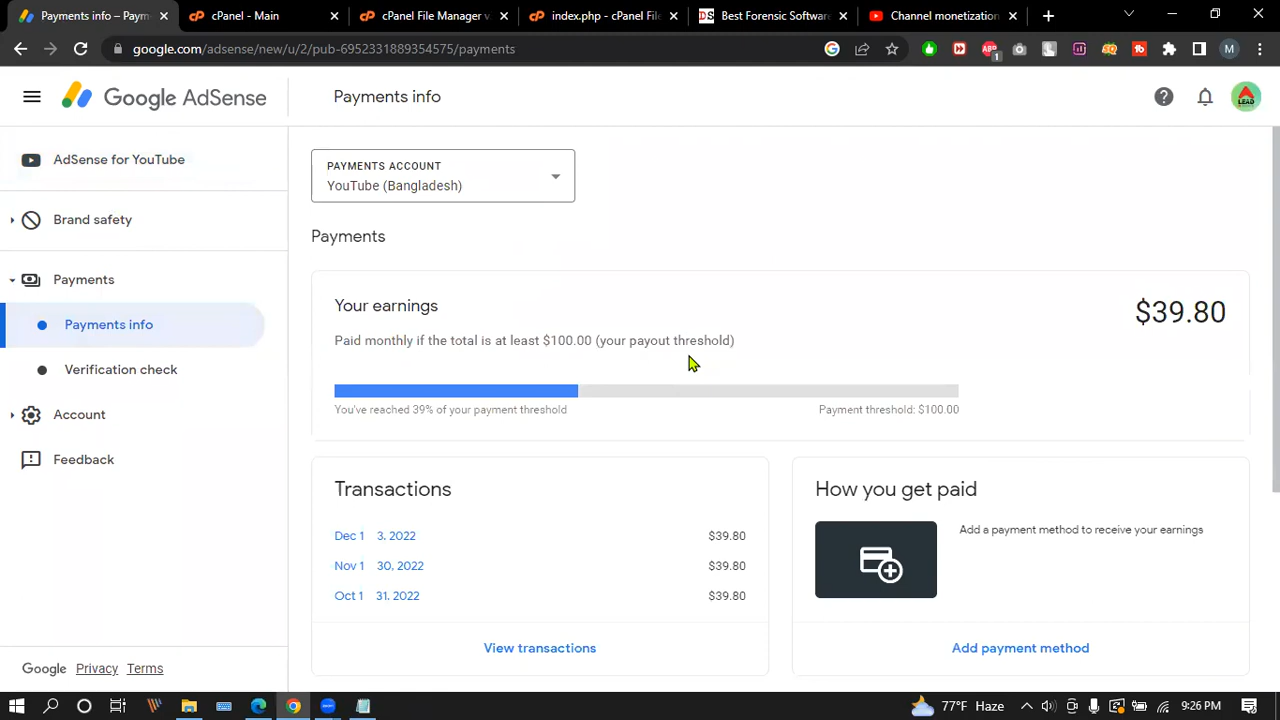 Payments info – Paym
cPanel - Main
cPanel File Manager v
index.php - cPanel File
DS
Best Forensic Software
Channel monetization
google.com/adsense/new/u/2/pub-6952331889354575/payments
1
M
Google AdSense
Payments info
LEAD
AdSense for YouTube
Brand safety
Payments
Payments info
Verification check
Account
Feedback
Google Privacy Terms
PAYMENTS ACCOUNT
YouTube (Bangladesh)
Payments
Your earnings
$39.80
Paid monthly if the total is at least $100.00 (your payout threshold)
You've reached 39% of your payment threshold
Payment threshold: $100.00
Transactions
Dec 1 3, 2022 $39.80
Nov 1 30, 2022 $39.80
Oct 1 31, 2022 $39.80
View transactions
How you get paid
Add a payment method to receive your earnings
Add payment method
77°F Haze
9:26 PM